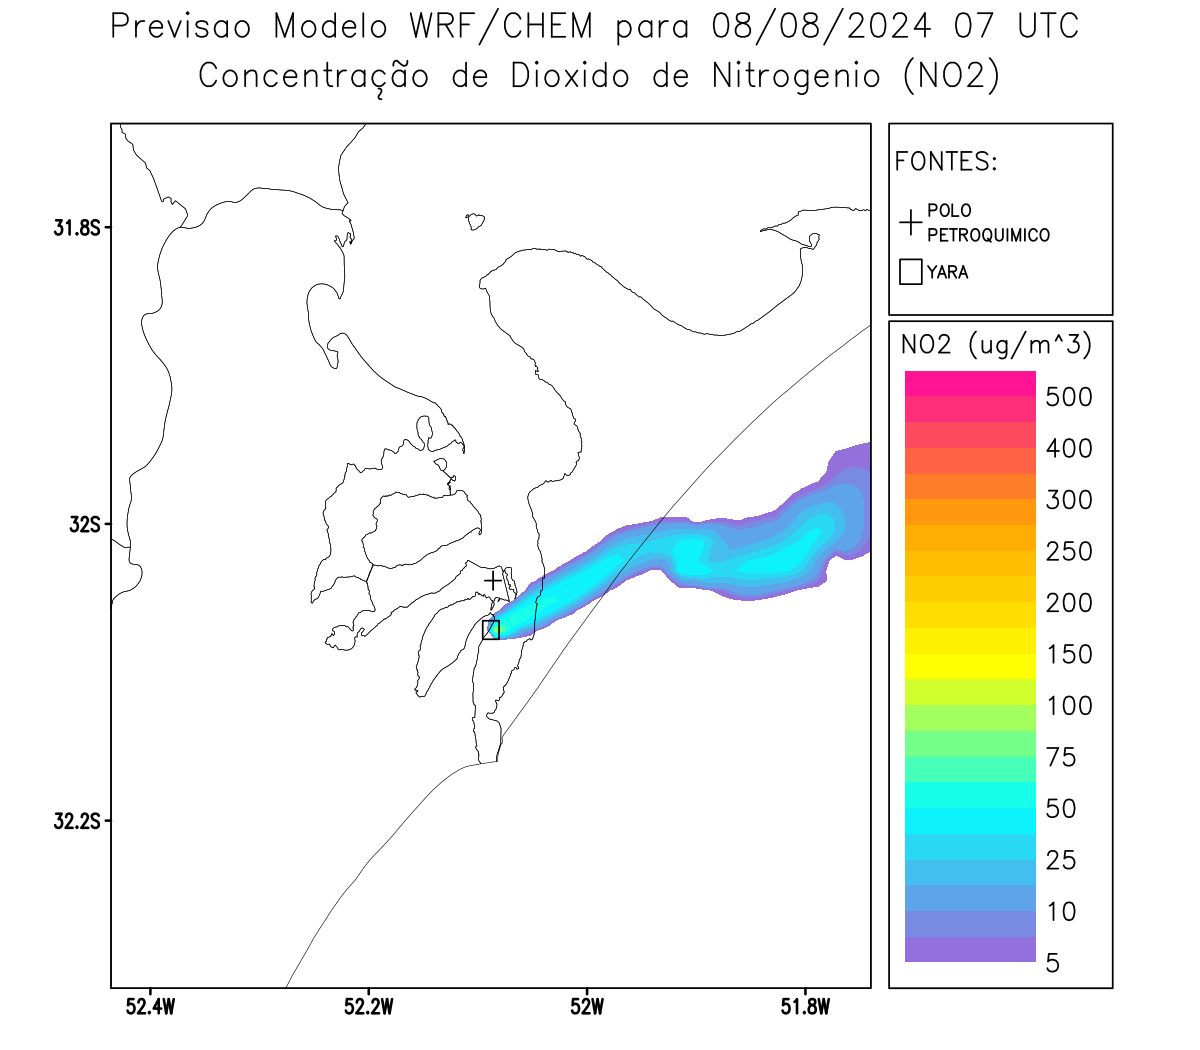 Previsao Modelo WRF/CHEM para 08/08/2024 07 UTC
Concentração de Dioxido de Nitrogenio (NO2)
FONTES:
POLO
PETROQUIMICO
YARA
NO2 (ug/m^3)
500
400
300
250
200
150
100
75
50
25
10
5
31.8S
32S
32.2S
52.4W
52.2W
52W
51.8W